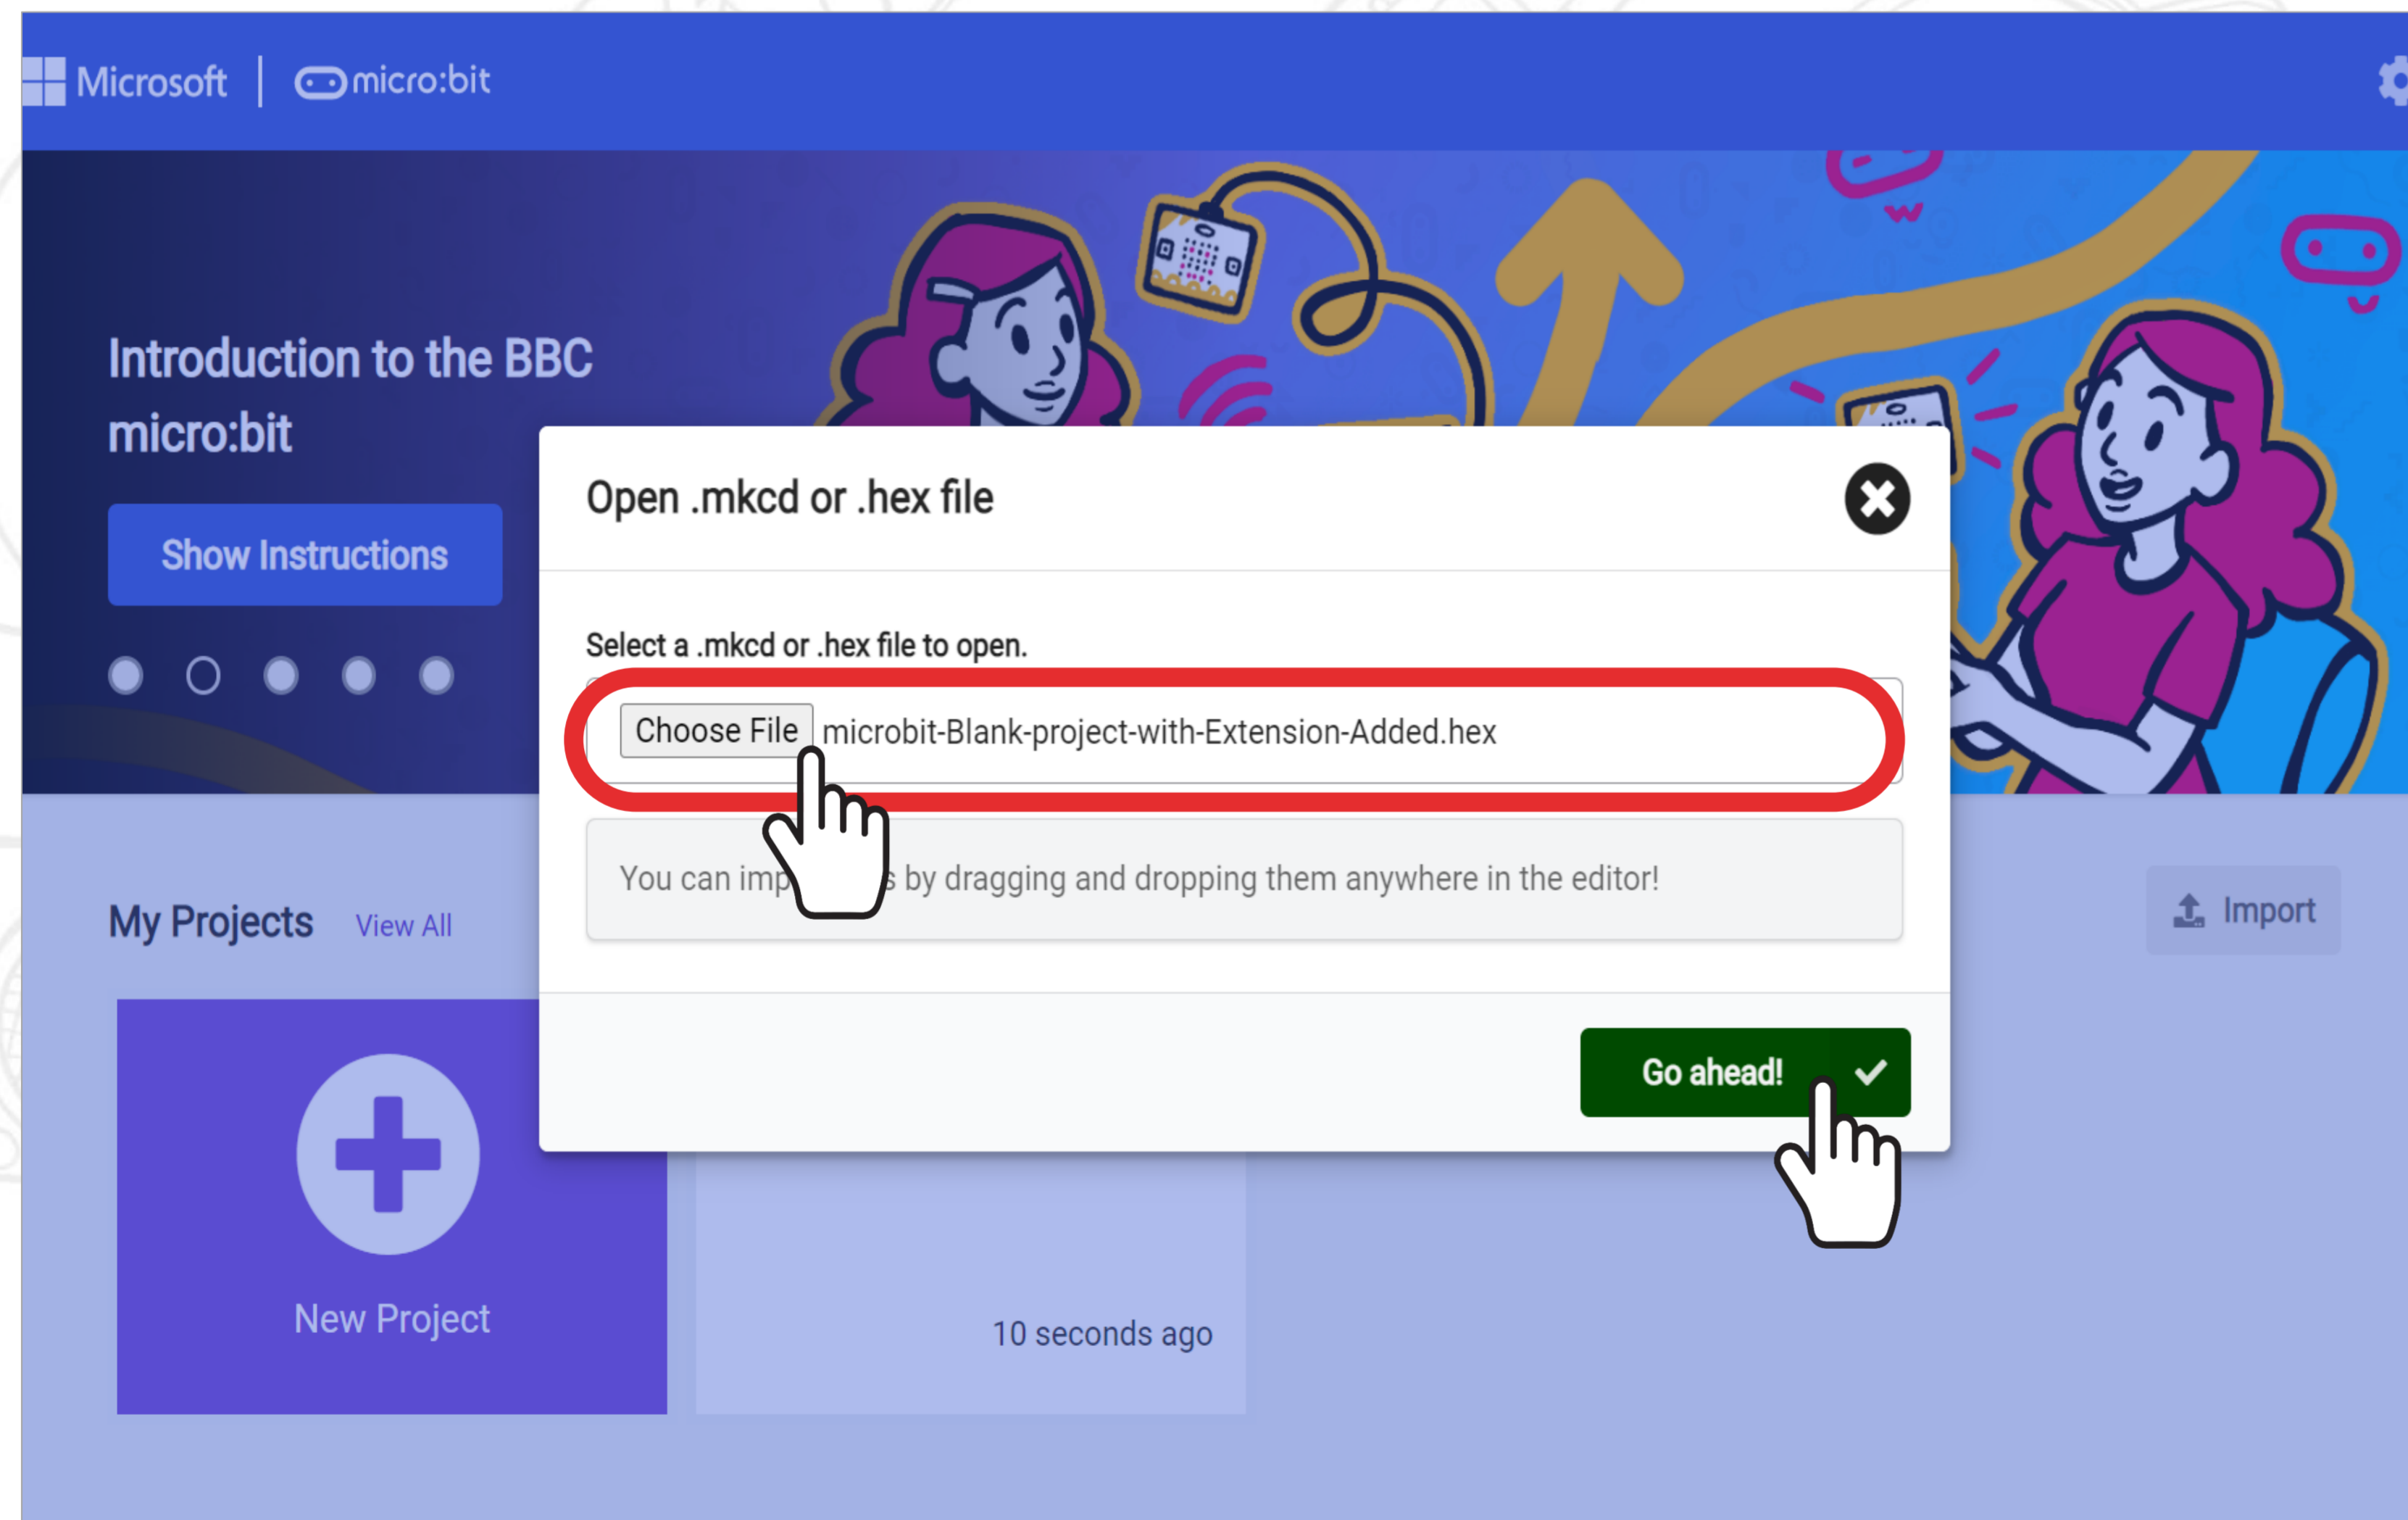 Microsoft
micro:bit
Introduction to the BBC
micro:bit
Show Instructions
Open .mkcd or .hex file
Select a .mkcd or .hex file to open.
Choose File microbit-Blank-project-with-Extension-Added.hex
You can by dragging and dropping them anywhere in the editor!
Go ahead!
My Projects View All
Import
New Project
10 seconds ago